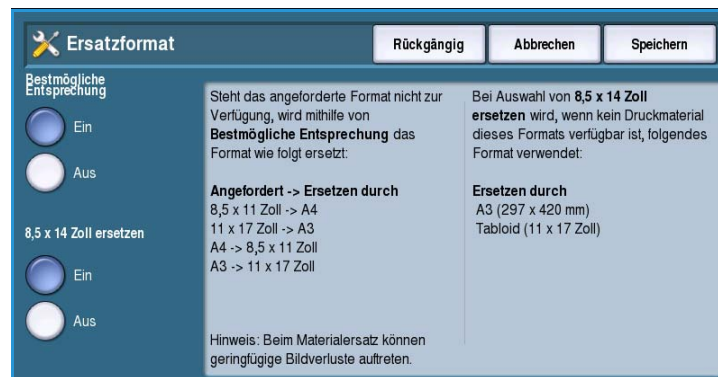 Ersatzformat
Rückgängig
Abbrechen
Speichern
Bestmögliche
Entsprechung
Ein
Aus
8,5 x 14 Zoll ersetzen
Ein
Aus
Steht das angeforderte Format nicht zur
Verfügung, wird mithilfe von
Bestmögliche Entsprechung das
Format wie folgt ersetzt:
Angefordert -> Ersetzen durch
8,5 x 11 Zoll -> A4
11 x 17 Zoll -> A3
A4 -> 8,5 x 11 Zoll
A3 -> 11 x 17 Zoll
Hinweis: Beim Materialersatz können
geringfügige Bildverluste auftreten.
Bei Auswahl von 8,5 x 14 Zoll
ersetzen wird, wenn kein Druckmaterial
dieses Formats verfügbar ist, folgendes
Format verwendet:
Ersetzen durch
A3 (297 x 420 mm)
Tabloid (11 x 17 Zoll)